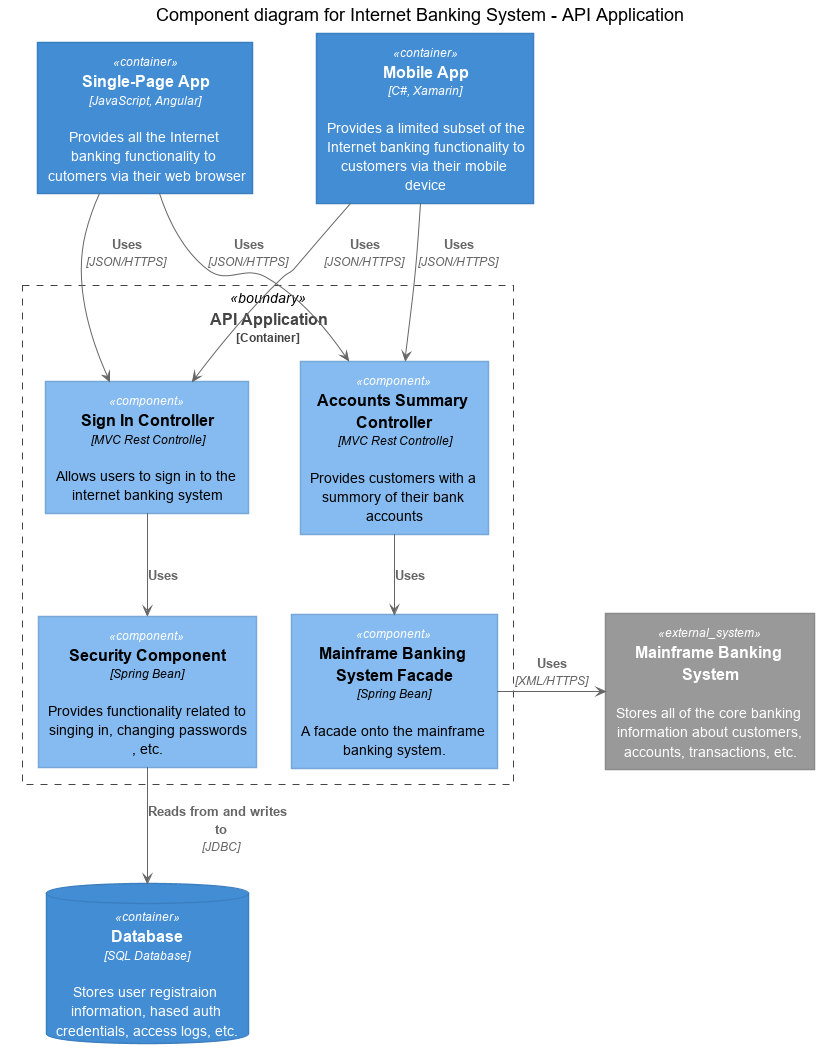 Component diagram for Internet Banking System - API Application
«container»
Single-Page App
[JavaScript, Angular]
Provides all the Internet
banking functionality to
cutomers via their web browser
«container»
Mobile App
[C#, Xamarin]
Provides a limited subset of the
Internet banking functionality to
customers via their mobile
device
Uses
[JSON/HTTPS]
Uses
[JSON/HTTPS]
Uses
[JSON/HTTPS]
Uses
[JSON/HTTPS]
«boundary»
API Application
[Container]
«component»
Sign In Controller
[MVC Rest Controlle]
Allows users to sign in to the
internet banking system
«component»
Accounts Summary
Controller
[MVC Rest Controlle]
Provides customers with a
summory of their bank
accounts
Uses
Uses
«component»
Security Component
[Spring Bean]
Provides functionality related to
singing in, changing passwords
, etc.
«component»
Mainframe Banking
System Facade
[Spring Bean]
A facade onto the mainframe
banking system.
Uses
[XML/HTTPS]
«external_system»
Mainframe Banking
System
Stores all of the core banking
information about customers,
accounts, transactions, etc.
Reads from and writes
to
[JDBC]
«container»
Database
[SQL Database]
Stores user registraion
information, hased auth
credentials, access logs, etc.